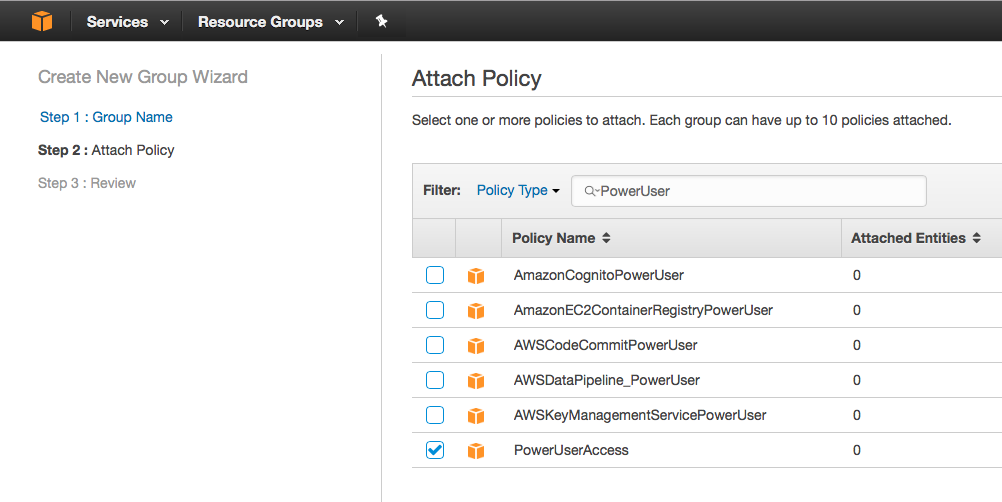 Services Resource Groups
Create New Group Wizard
Step 1 : Group Name
Step 2 : Attach Policy
Step 3 : Review
Attach Policy
Select one or more policies to attach. Each group can have up to 10 policies attached.
Filter: Policy Type PowerUser
Policy Name Attached Entities
AmazonCognitoPowerUser 0
AmazonEC2ContainerRegistryPowerUser 0
AWSCodeCommitPowerUser 0
AWSDataPipeline_PowerUser 0
AWSKeyManagementServicePowerUser 0
PowerUserAccess 0